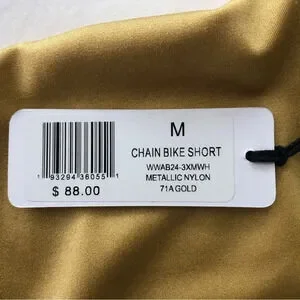 M
CHAIN BIKE SHORT
WWAB24-3XMWH
METALLIC NYLON
71A GOLD
1 93294 36055 1
$ 88.00